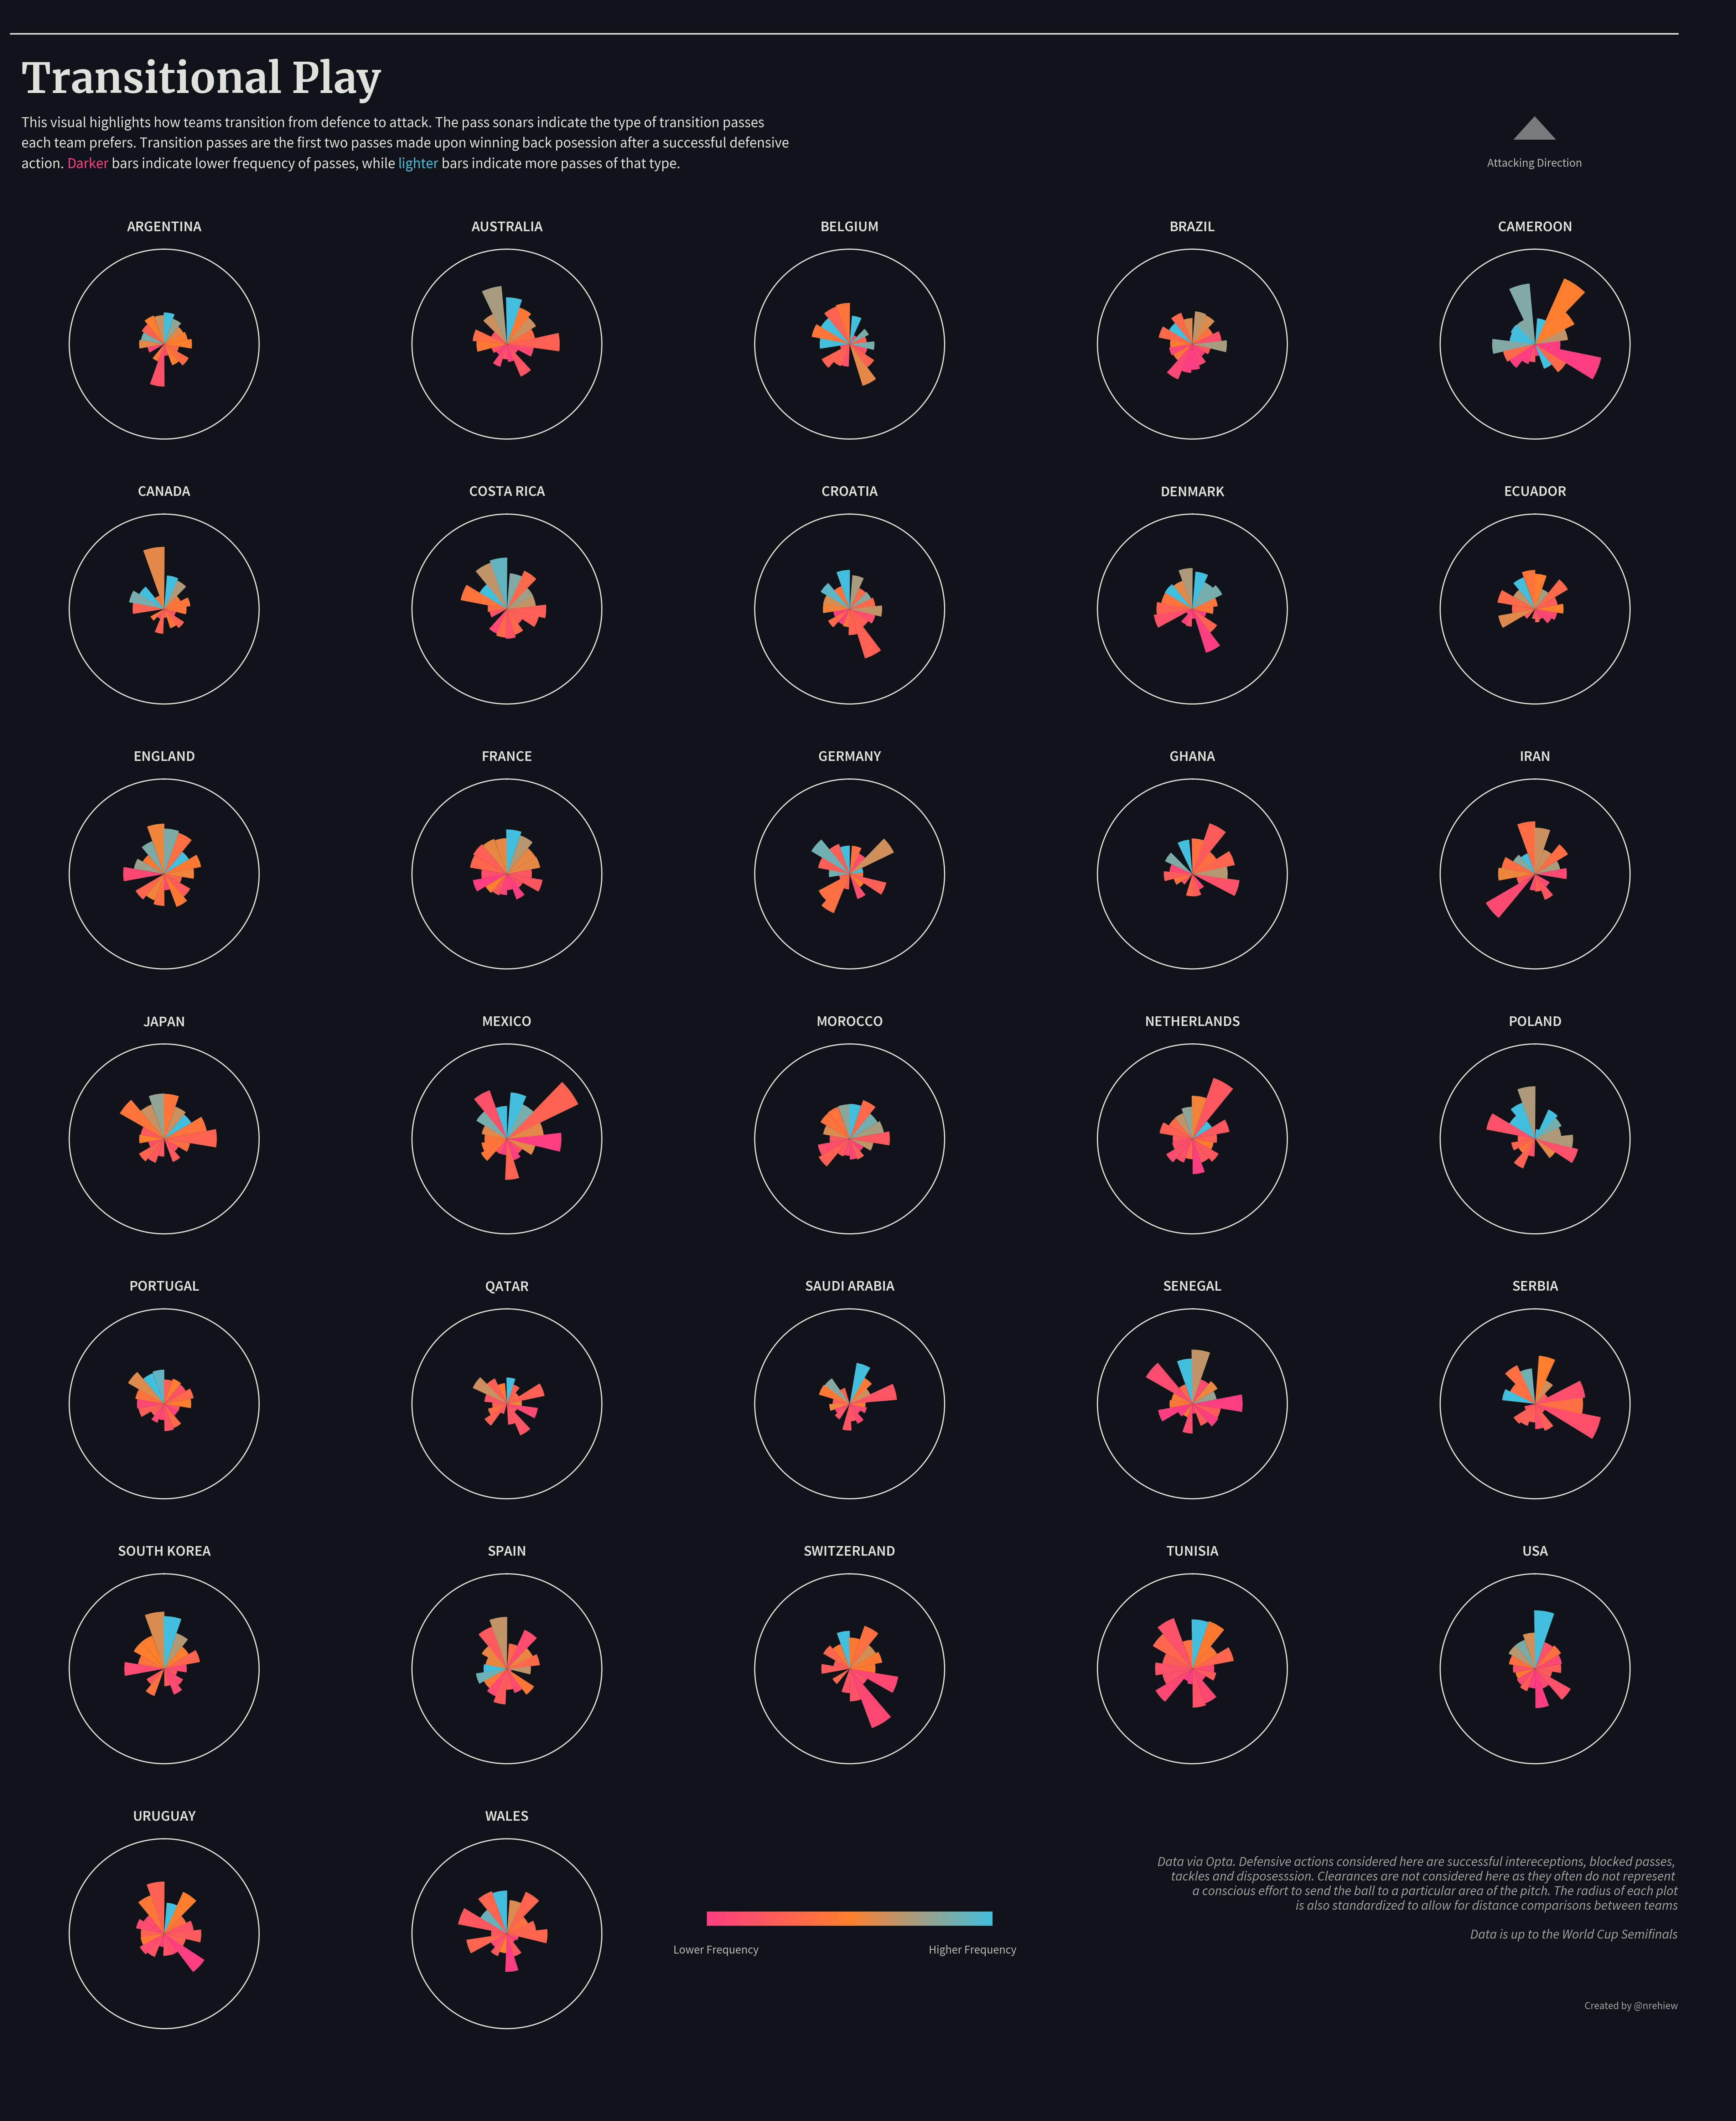 Transitional Play
This visual highlights how teams transition from defence to attack. The pass sonars indicate the type of transition passes
each team prefers. Transition passes are the first two passes made upon winning back posession after a successful defensive
action. Darker bars indicate lower frequency of passes, while lighter bars indicate more passes of that type.
Attacking Direction
ARGENTINA
AUSTRALIA
BELGIUM
BRAZIL
CAMEROON
CANADA
COSTA RICA
CROATIA
DENMARK
ECUADOR
ENGLAND
FRANCE
GERMANY
GHANA
IRAN
JAPAN
MEXICO
MOROCCO
NETHERLANDS
POLAND
PORTUGAL
QATAR
SAUDI ARABIA
SENEGAL
SERBIA
SOUTH KOREA
SPAIN
SWITZERLAND
TUNISIA
USA
URUGUAY
WALES
Lower Frequency
Higher Frequency
Data via Opta. Defensive actions considered here are successful intereceptions, blocked passes,
tackles and disposesssion. Clearances are not considered here as they often do not represent
a conscious effort to send the ball to a particular area of the pitch. The radius of each plot
is also standardized to allow for distance comparisons between teams
Data is up to the World Cup Semifinals
Created by @nrehiew